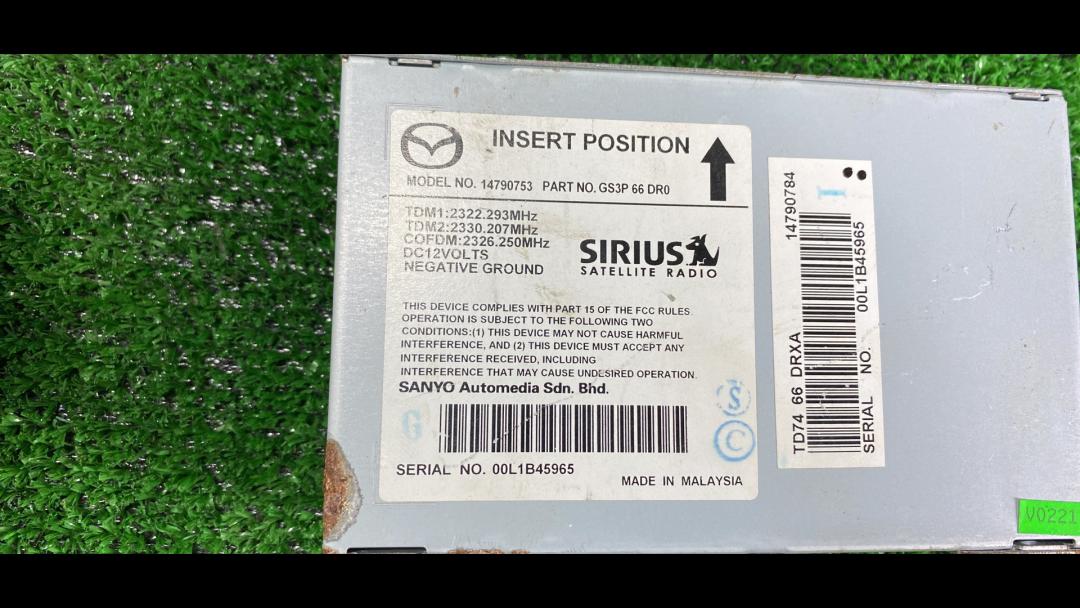 INSERT POSITION
MODEL NO. 14790753 PART NO. GS3P 66 DR0
TDM1:2322.293MHz
TDM2:2330.207MHz
COFDM:2326.250MHz
DC12VOLTS
NEGATIVE GROUND
SIRIUS
SATELLITE RADIO
THIS DEVICE COMPLIES WITH PART 15 OF THE FCC RULES.
OPERATION IS SUBJECT TO THE FOLLOWING TWO
CONDITIONS:(1) THIS DEVICE MAY NOT CAUSE HARMFUL
INTERFERENCE, AND (2) THIS DEVICE MUST ACCEPT ANY
INTERFERENCE RECEIVED, INCLUDING
INTERFERENCE THAT MAY CAUSE UNDESIRED OPERATION.
SANYO Automedia Sdn. Bhd.
G
S
C
SERIAL NO. 00L1B45965
MADE IN MALAYSIA
TD74 66 DRXA 14790784
I
SERIAL NO. 00L1B45965
V0221